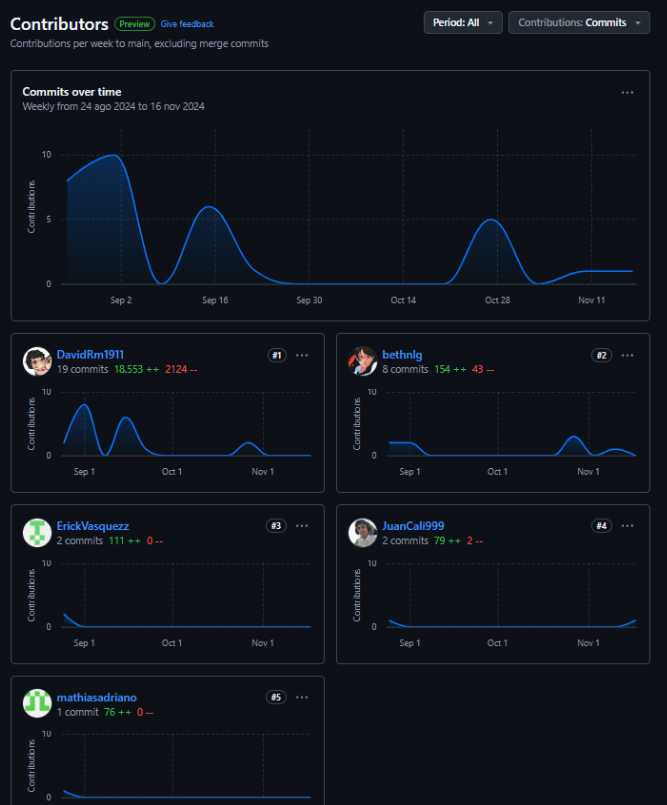 Contributors Preview Give feedback Period: All Contributions: Commits
Contributions per week to main, excluding merge commits
Commits over time
Weekly from 24 ago 2024 to 16 nov 2024
Contributions
10
5
0
Sep 2 Sep 16 Sep 30 Oct 14 Oct 28 Nov 11
DavidRm1911 #1
19 commits 18.553 ++ 2124 --
Contributions
10
0
Sep 1 Oct 1 Nov 1
bethnlg #2
8 commits 154 ++ 43 --
Contributions
10
0
Sep 1 Oct 1 Nov 1
ErickVasquezz #3
2 commits 111 ++ 0 --
Contributions
10
0
Sep 1 Oct 1 Nov 1
JuanCali999 #4
2 commits 79 ++ 2 --
Contributions
10
0
Sep 1 Oct 1 Nov 1
mathiasadriano #5
1 commit 76 ++ 0 --
Contributions
10
0